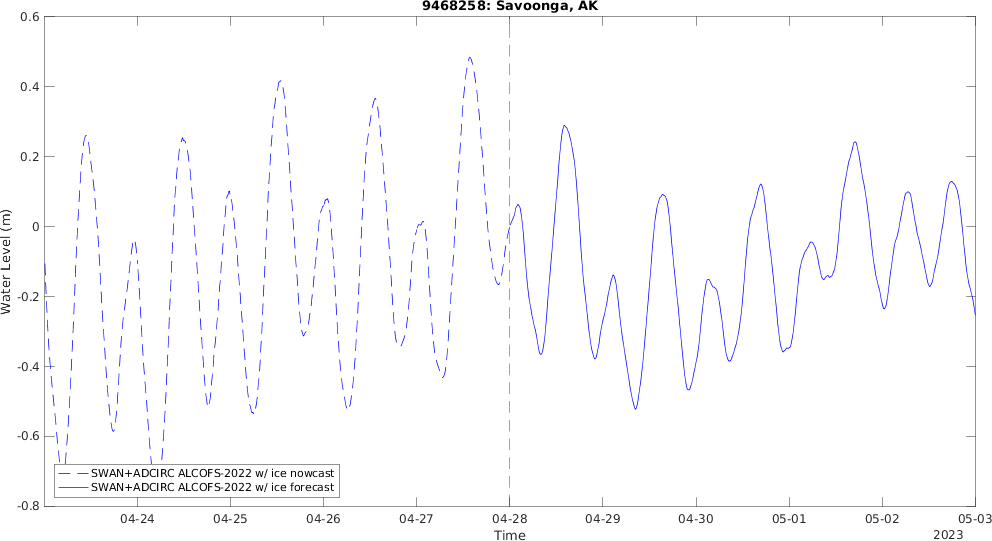 9468258: Savoonga, AK
0.6
0.4
0.2
0
-0.2
-0.4
-0.6
-0.8
Water Level (m)
SWAN+ADCIRC ALCOFS-2022 w/ ice nowcast
SWAN+ADCIRC ALCOFS-2022 w/ ice forecast
04-24 04-25 04-26 04-27 04-28 04-29 04-30 05-01 05-02 05-03
Time
2023